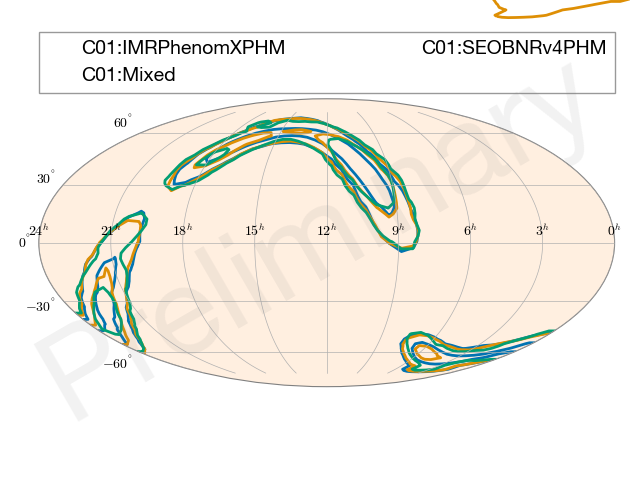 C01:IMRPhenomXPHM C01:SEOBNRv4PHM
C01:Mixed
60°
30°
0° 24h 21h 18h 15h 12h 9h 6h 3h 0h
−30°
−60°
Preliminary